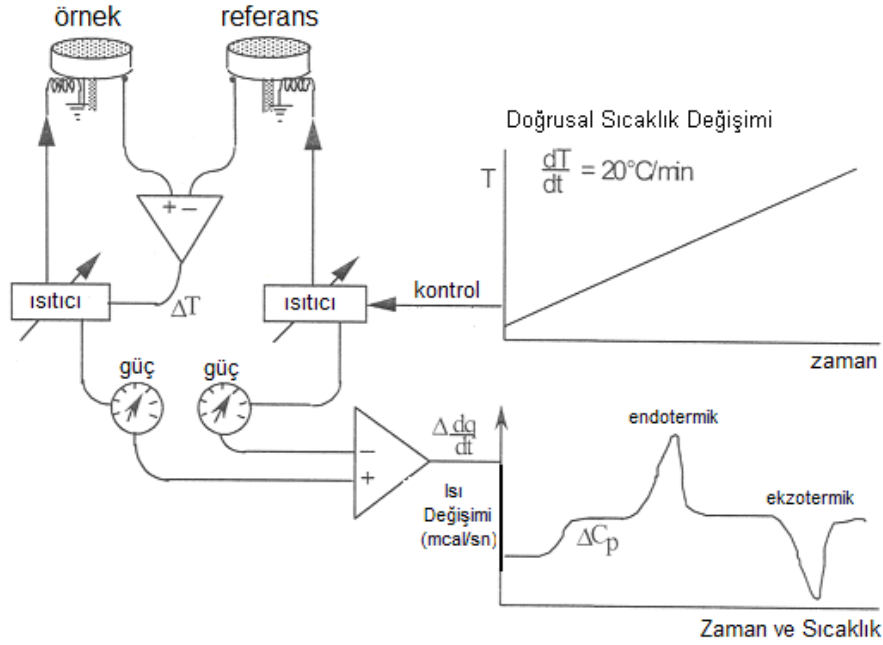 örnek
referans
Doğrusal Sıcaklık Değişimi
T
dT/dt = 20°C/min
+ −
ısıtıcı
ΔT
ısıtıcı
kontrol
zaman
güç
güç
−
+
Δ dq/dt
Isı
Değişimi
(mcal/sn)
endotermik
ekzotermik
ΔCp
Zaman ve Sıcaklık